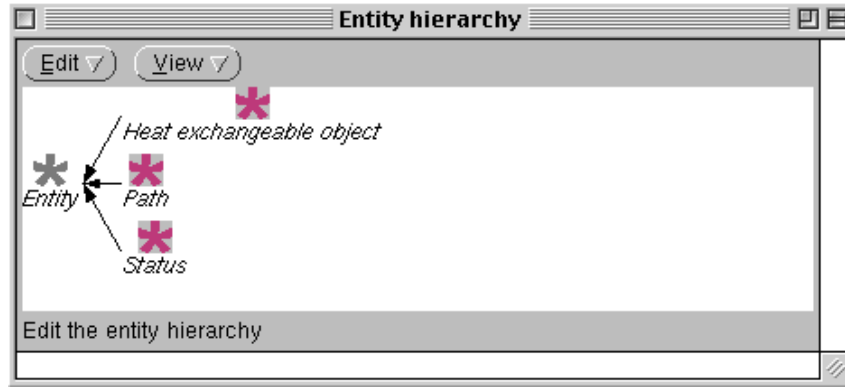 Entity hierarchy
Edit View
Heat exchangeable object
Entity Path
Status
Edit the entity hierarchy